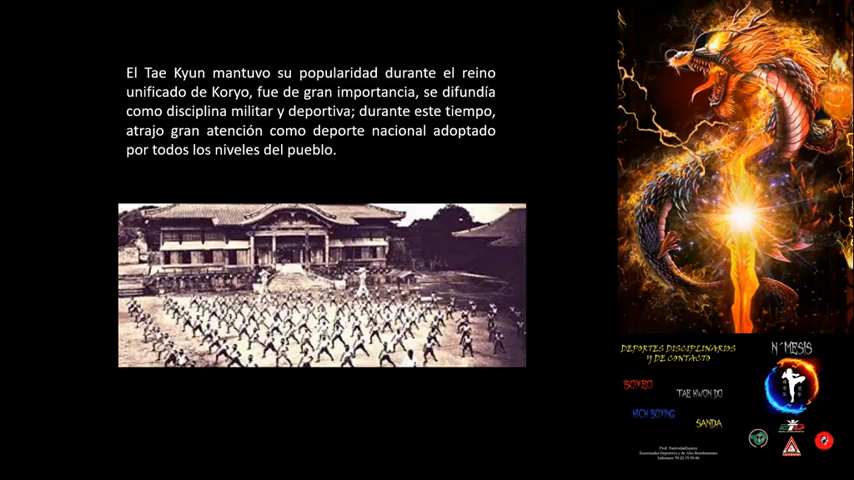 El Tae Kyun mantuvo su popularidad durante el reino
unificado de Koryo, fue de gran importancia, se difundía
como disciplina militar y deportiva; durante este tiempo,
atrajo gran atención como deporte nacional adoptado
por todos los niveles del pueblo.
DEPORTES DISCIPLINARIOS
Y DE CONTACTO
N´MESIS
BOXEO
TAE KWON DO
KICK BOXING
SANDA